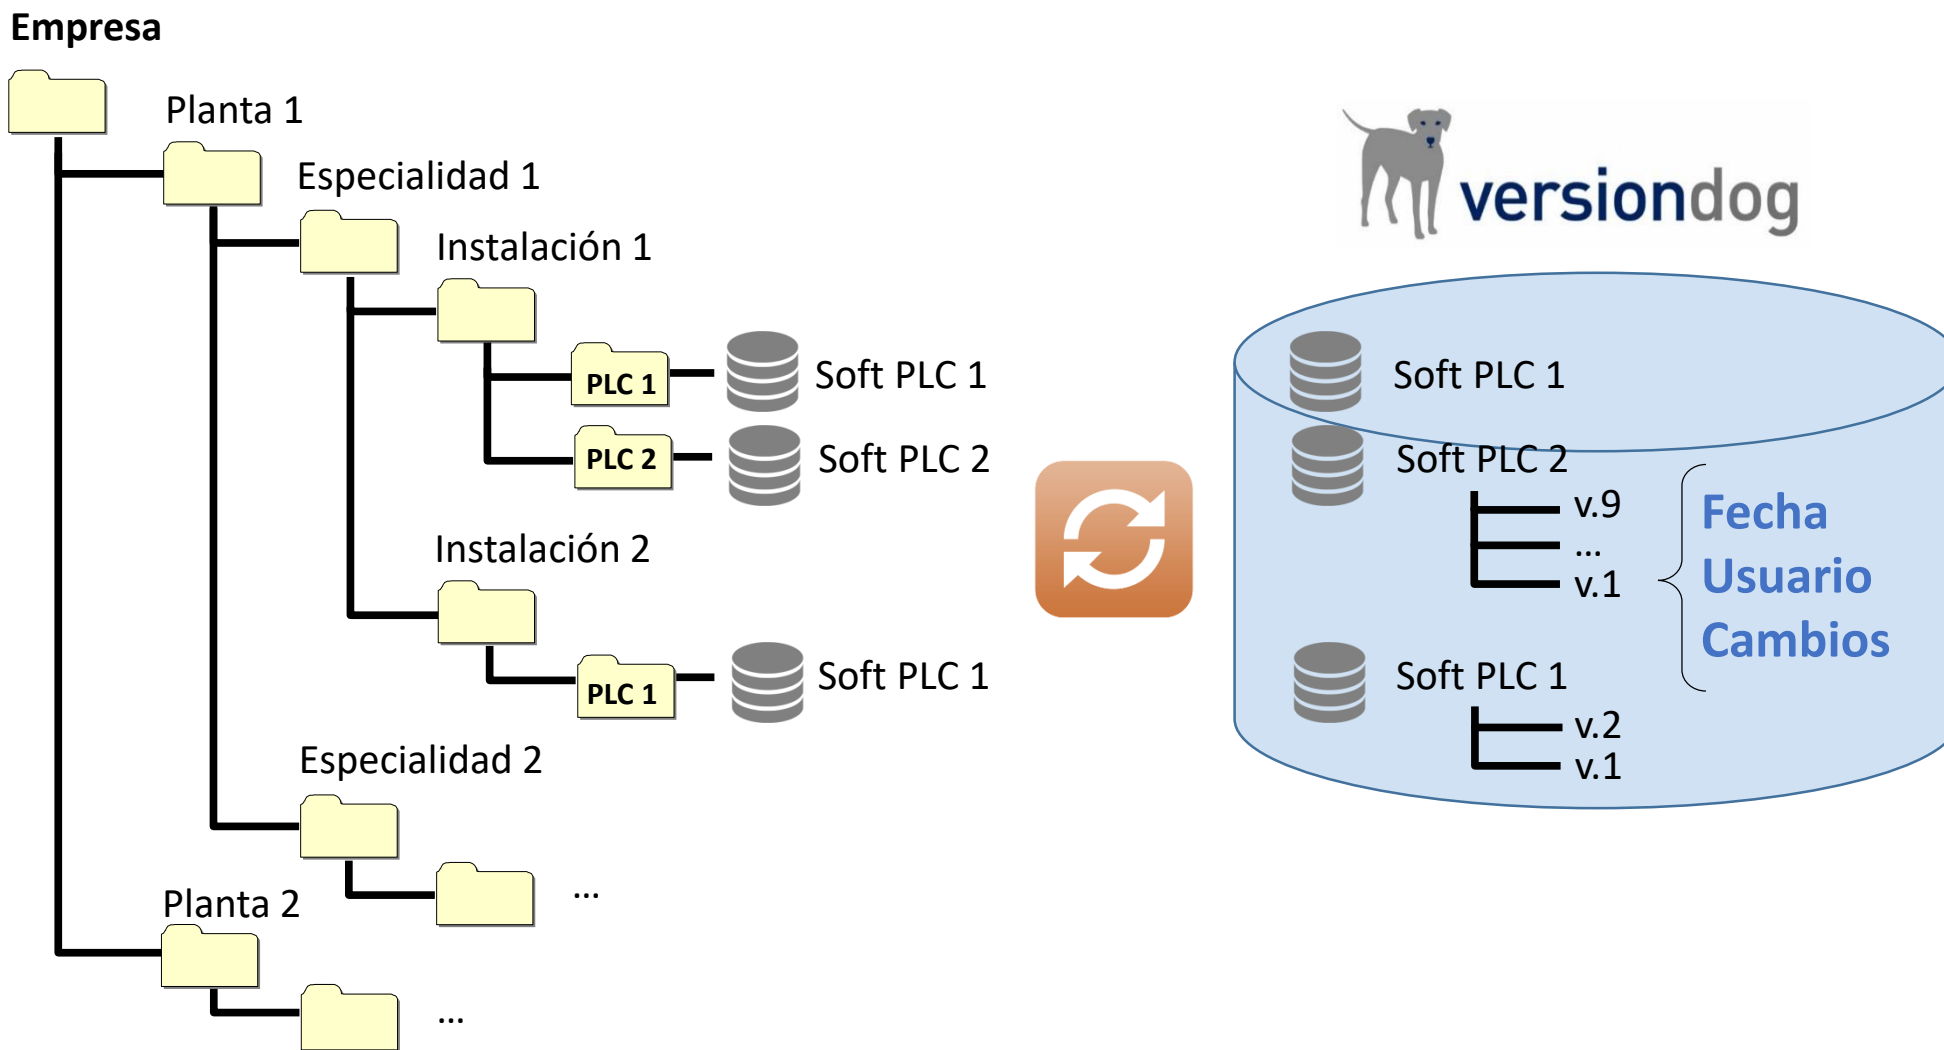 Empresa
Planta 1
Especialidad 1
Instalación 1
PLC 1
Soft PLC 1
PLC 2
Soft PLC 2
Instalación 2
PLC 1
Soft PLC 1
Especialidad 2
...
Planta 2
...
versiondog
Soft PLC 1
Soft PLC 2
v.9
...
v.1
Fecha
Usuario
Cambios
Soft PLC 1
v.2
v.1